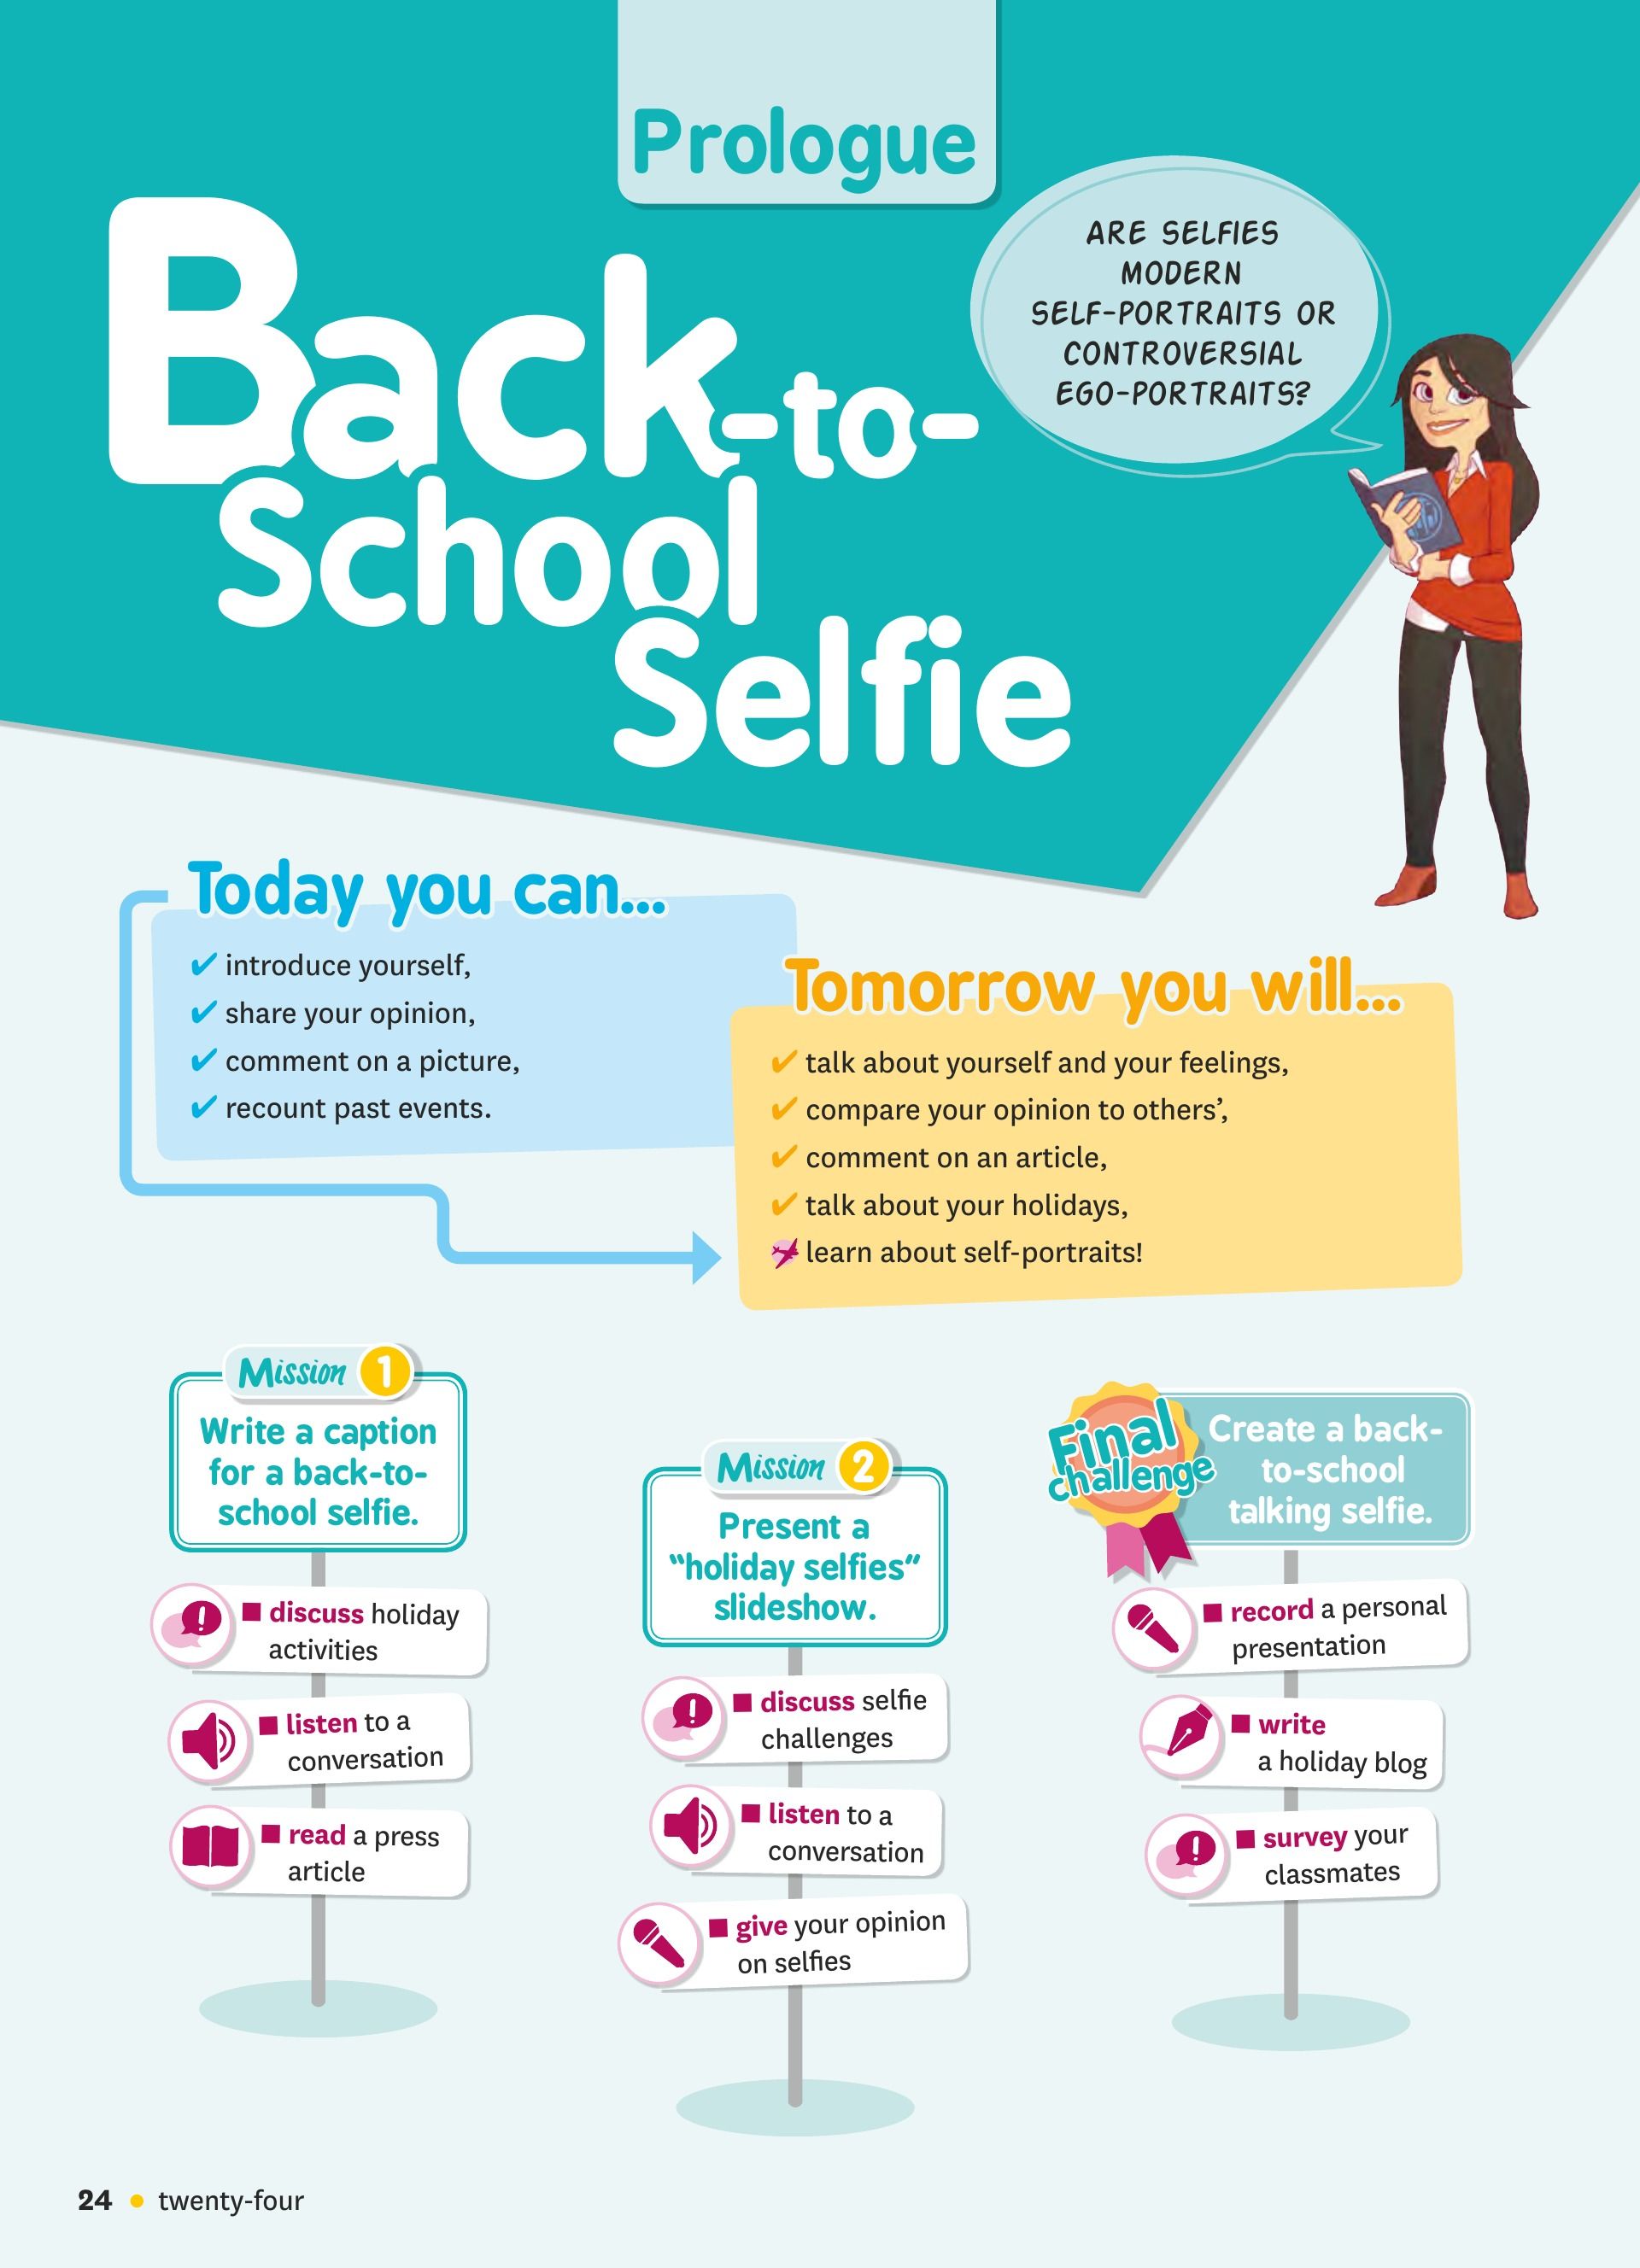 Prologue
Back-to-
School
Selfie
ARE SELFIES
MODERN
SELF-PORTRAITS OR
CONTROVERSIAL
EGO-PORTRAITS?
Today you can...
✔ introduce yourself,
✔ share your opinion,
✔ comment on a picture,
✔ recount past events.
Tomorrow you will...
✔ talk about yourself and your feelings,
✔ compare your opinion to others’,
✔ comment on an article,
✔ talk about your holidays,
learn about self-portraits!
Mission 1
Write a caption
for a back-to-
school selfie.
■ discuss holiday
activities
■ listen to a
conversation
■ read a press
article
Mission 2
Present a
“holiday selfies”
slideshow.
■ discuss selfie
challenges
■ listen to a
conversation
■ give your opinion
on selfies
Final
challenge
Create a back-
to-school
talking selfie.
■ record a personal
presentation
■ write
a holiday blog
■ survey your
classmates
24 • twenty-four